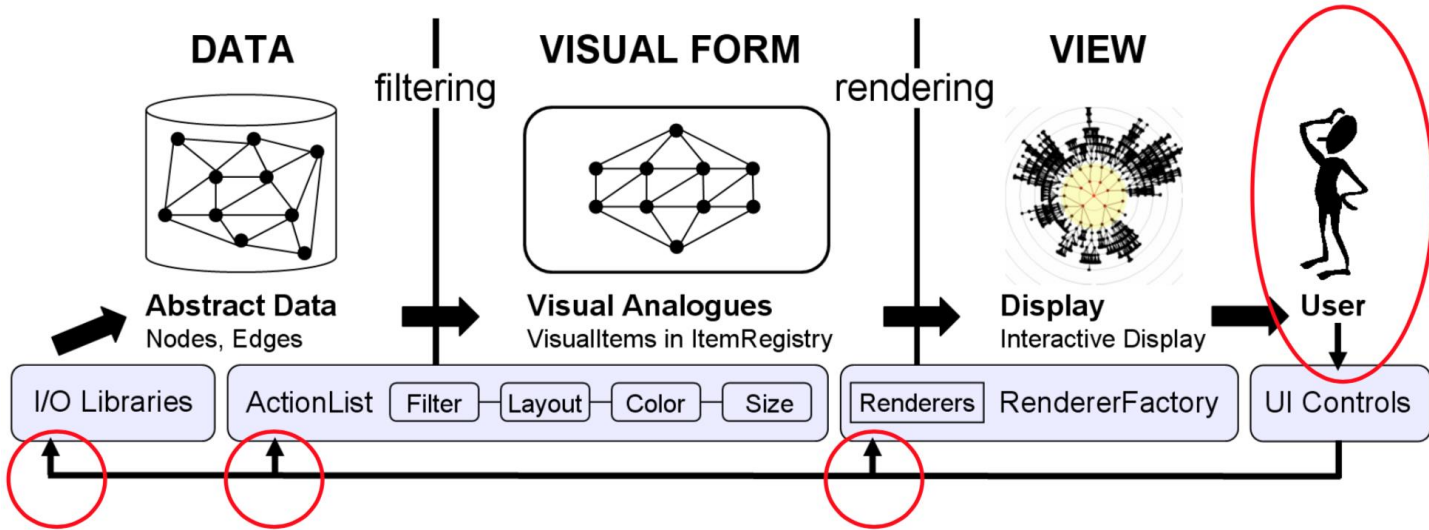 DATA
VISUAL FORM
VIEW
filtering
rendering
Abstract Data
Nodes, Edges
Visual Analogues
VisualItems in ItemRegistry
Display
Interactive Display
User
I/O Libraries
ActionList
Filter
Layout
Color
Size
Renderers
RendererFactory
UI Controls